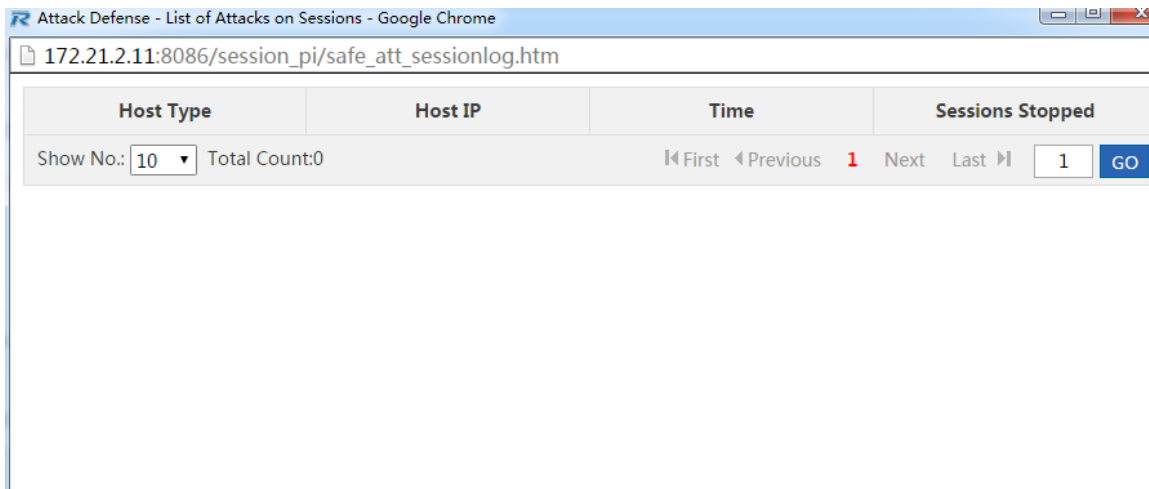 Attack Defense - List of Attacks on Sessions - Google Chrome
172.21.2.11:8086/session_pi/safe_att_sessionlog.htm
Host Type Host IP Time Sessions Stopped
Show No.: 10 Total Count:0 First Previous 1 Next Last 1 GO